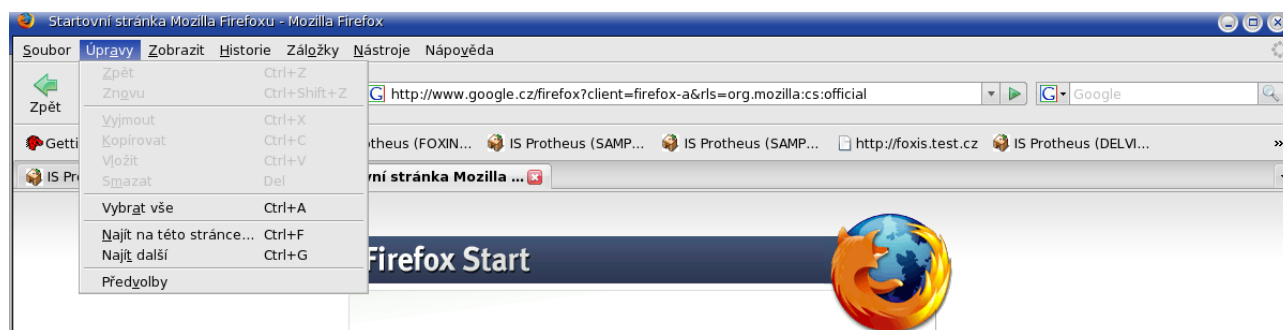 Startovní stránka Mozilla Firefoxu - Mozilla Firefox
Soubor Úpravy Zobrazit Historie Záložky Nástroje Nápověda
Zpět
http://www.google.cz/firefox?client=firefox-a&rls=org.mozilla:cs:official
G Google
Zpět Ctrl+Z
Znovu Ctrl+Shift+Z
Vyjmout Ctrl+X
Kopírovat Ctrl+C
Vložit Ctrl+V
Smazat Del
Vybrat vše Ctrl+A
Najít na této stránce... Ctrl+F
Najít další Ctrl+G
Předvolby
Getti
otheus (FOXIN... IS Protheus (SAMP... IS Protheus (SAMP... http://foxis.test.cz IS Protheus (DELVI... »
IS Pr
vní stránka Mozilla ...
Firefox Start